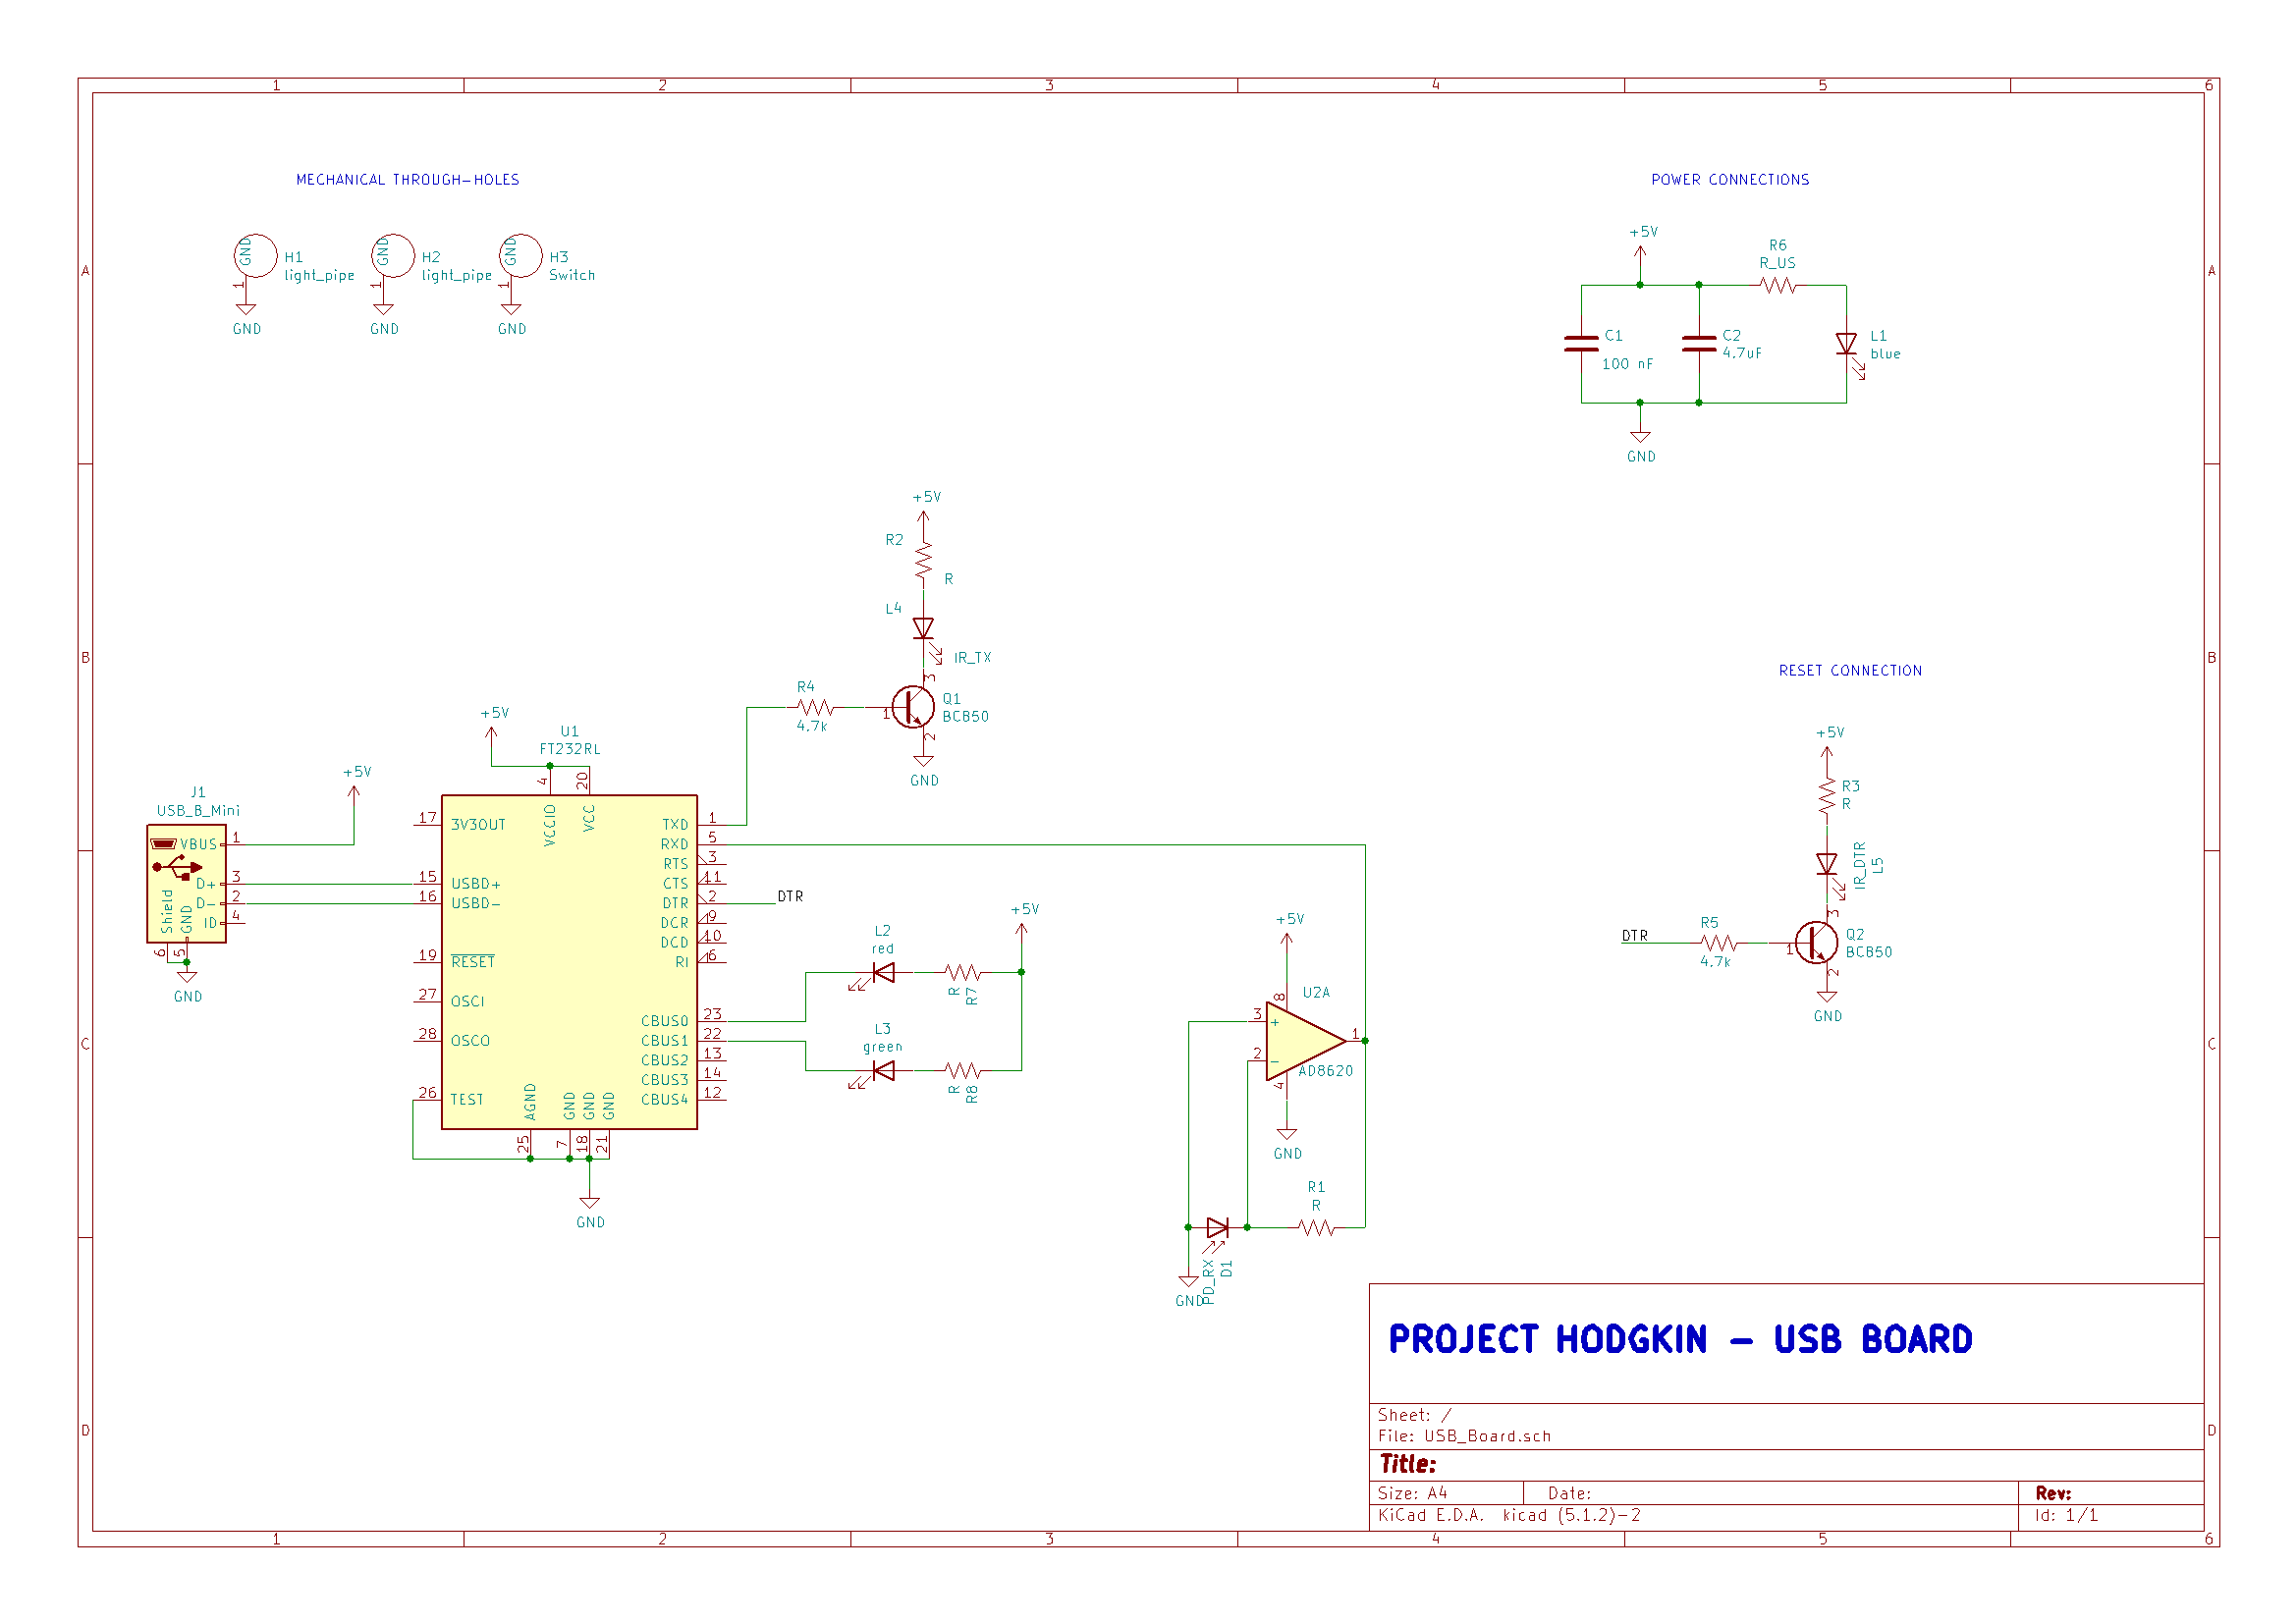 1 2 3 4 5 6
MECHANICAL THROUGH-HOLES
POWER CONNECTIONS
A
A
GND
H1
light_pipe
1
GND
GND
H2
light_pipe
1
GND
GND
H3
Switch
1
GND
+5V
R6
R_US
C1
100 nF
C2
4.7uF
L1
blue
GND
B
B
+5V
R2
R
L4
IR_TX
R4
4.7k
3
1
2
Q1
BC850
GND
RESET CONNECTION
+5V
R3
R
IR_DTR
L5
DTR
R5
4.7k
3
1
2
Q2
BC850
GND
+5V
J1
USB_B_Mini
VBUS 1
D+ 3
D- 2
ID 4
Shield
GND
6
5
GND
+5V
U1
FT232RL
4
20
VCCIO
VCC
17 3V3OUT
15 USBD+
16 USBD-
19 RESET
27 OSCI
28 OSCO
26 TEST
TXD 1
RXD 5
RTS 3
CTS 11
DTR 2
DTR
DCR 9
DCD 10
RI 6
CBUS0 23
CBUS1 22
CBUS2 13
CBUS3 14
CBUS4 12
AGND
GND
GND
GND
25
7
18
21
GND
L2
red
R
R7
L3
green
R
R8
+5V
+5V
U2A
8
3 +
2 -
1
4
AD8620
GND
R1
R
PD_RX
D1
GND
C
C
PROJECT HODGKIN - USB BOARD
Sheet: /
File: USB_Board.sch
Title:
Size: A4 Date: Rev:
KiCad E.D.A. kicad (5.1.2)-2 Id: 1/1
D
D
1 2 3 4 5 6